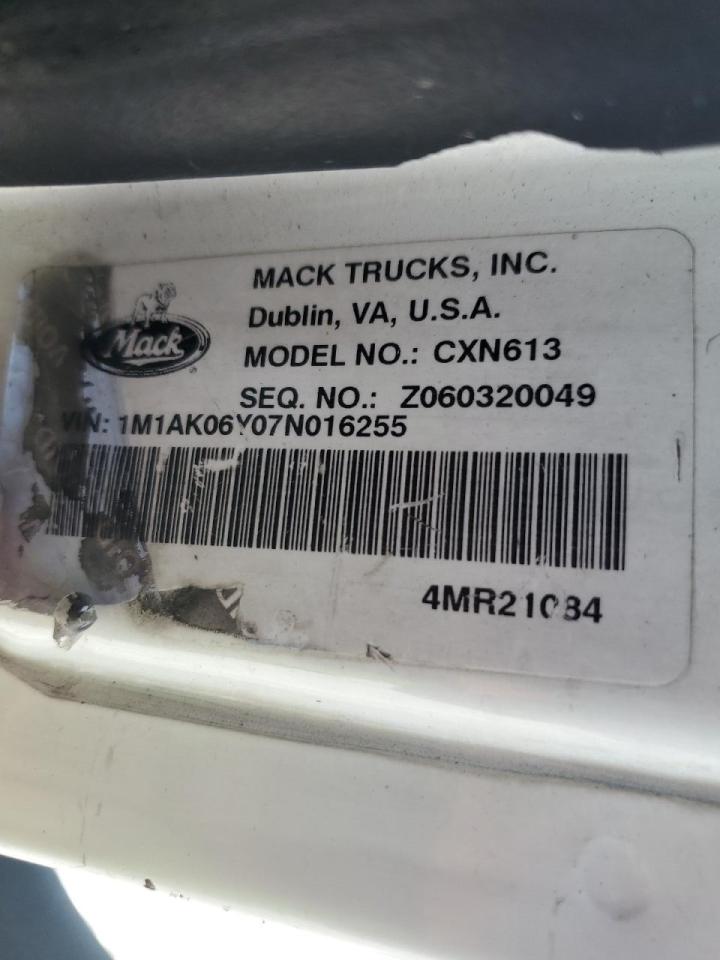 MACK TRUCKS, INC.
Dublin, VA, U.S.A.
Mack
MODEL NO.: CXN613
SEQ. NO.: Z060320049
VIN: 1M1AK06Y07N016255
4MR21084